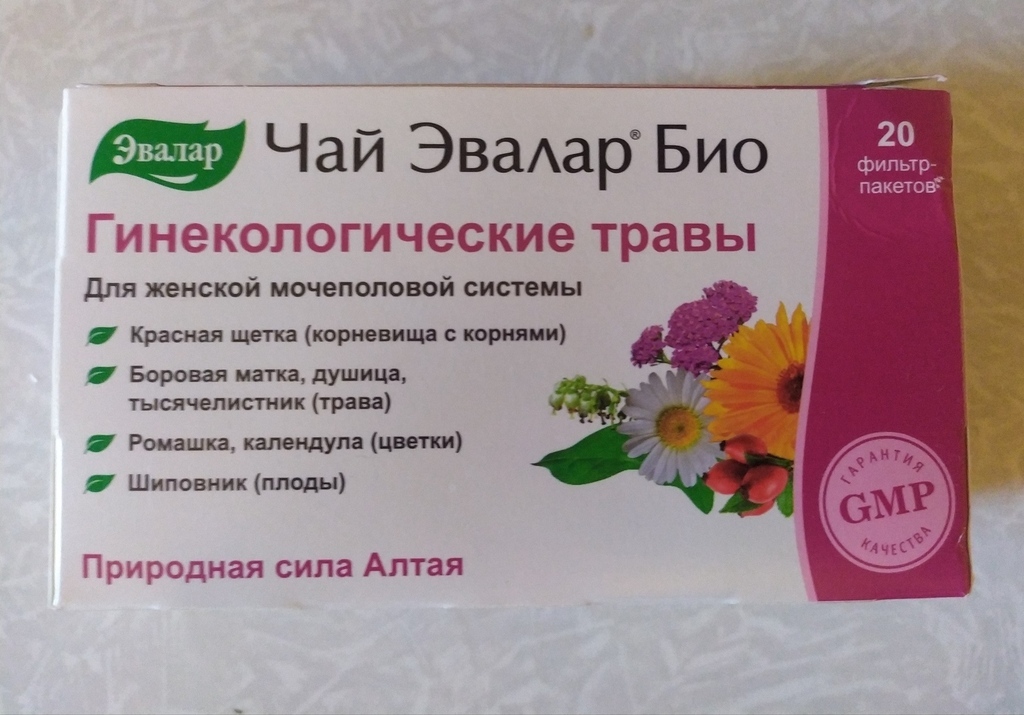 Эвалар
Чай Эвалар® Био
20
фильтр-
пакетов
Гинекологические травы
Для женской мочеполовой системы
Красная щетка (корневища с корнями)
Боровая матка, душица,
тысячелистник (трава)
Ромашка, календула (цветки)
Шиповник (плоды)
Природная сила Алтая
ГАРАНТИЯ
GMP
КАЧЕСТВА